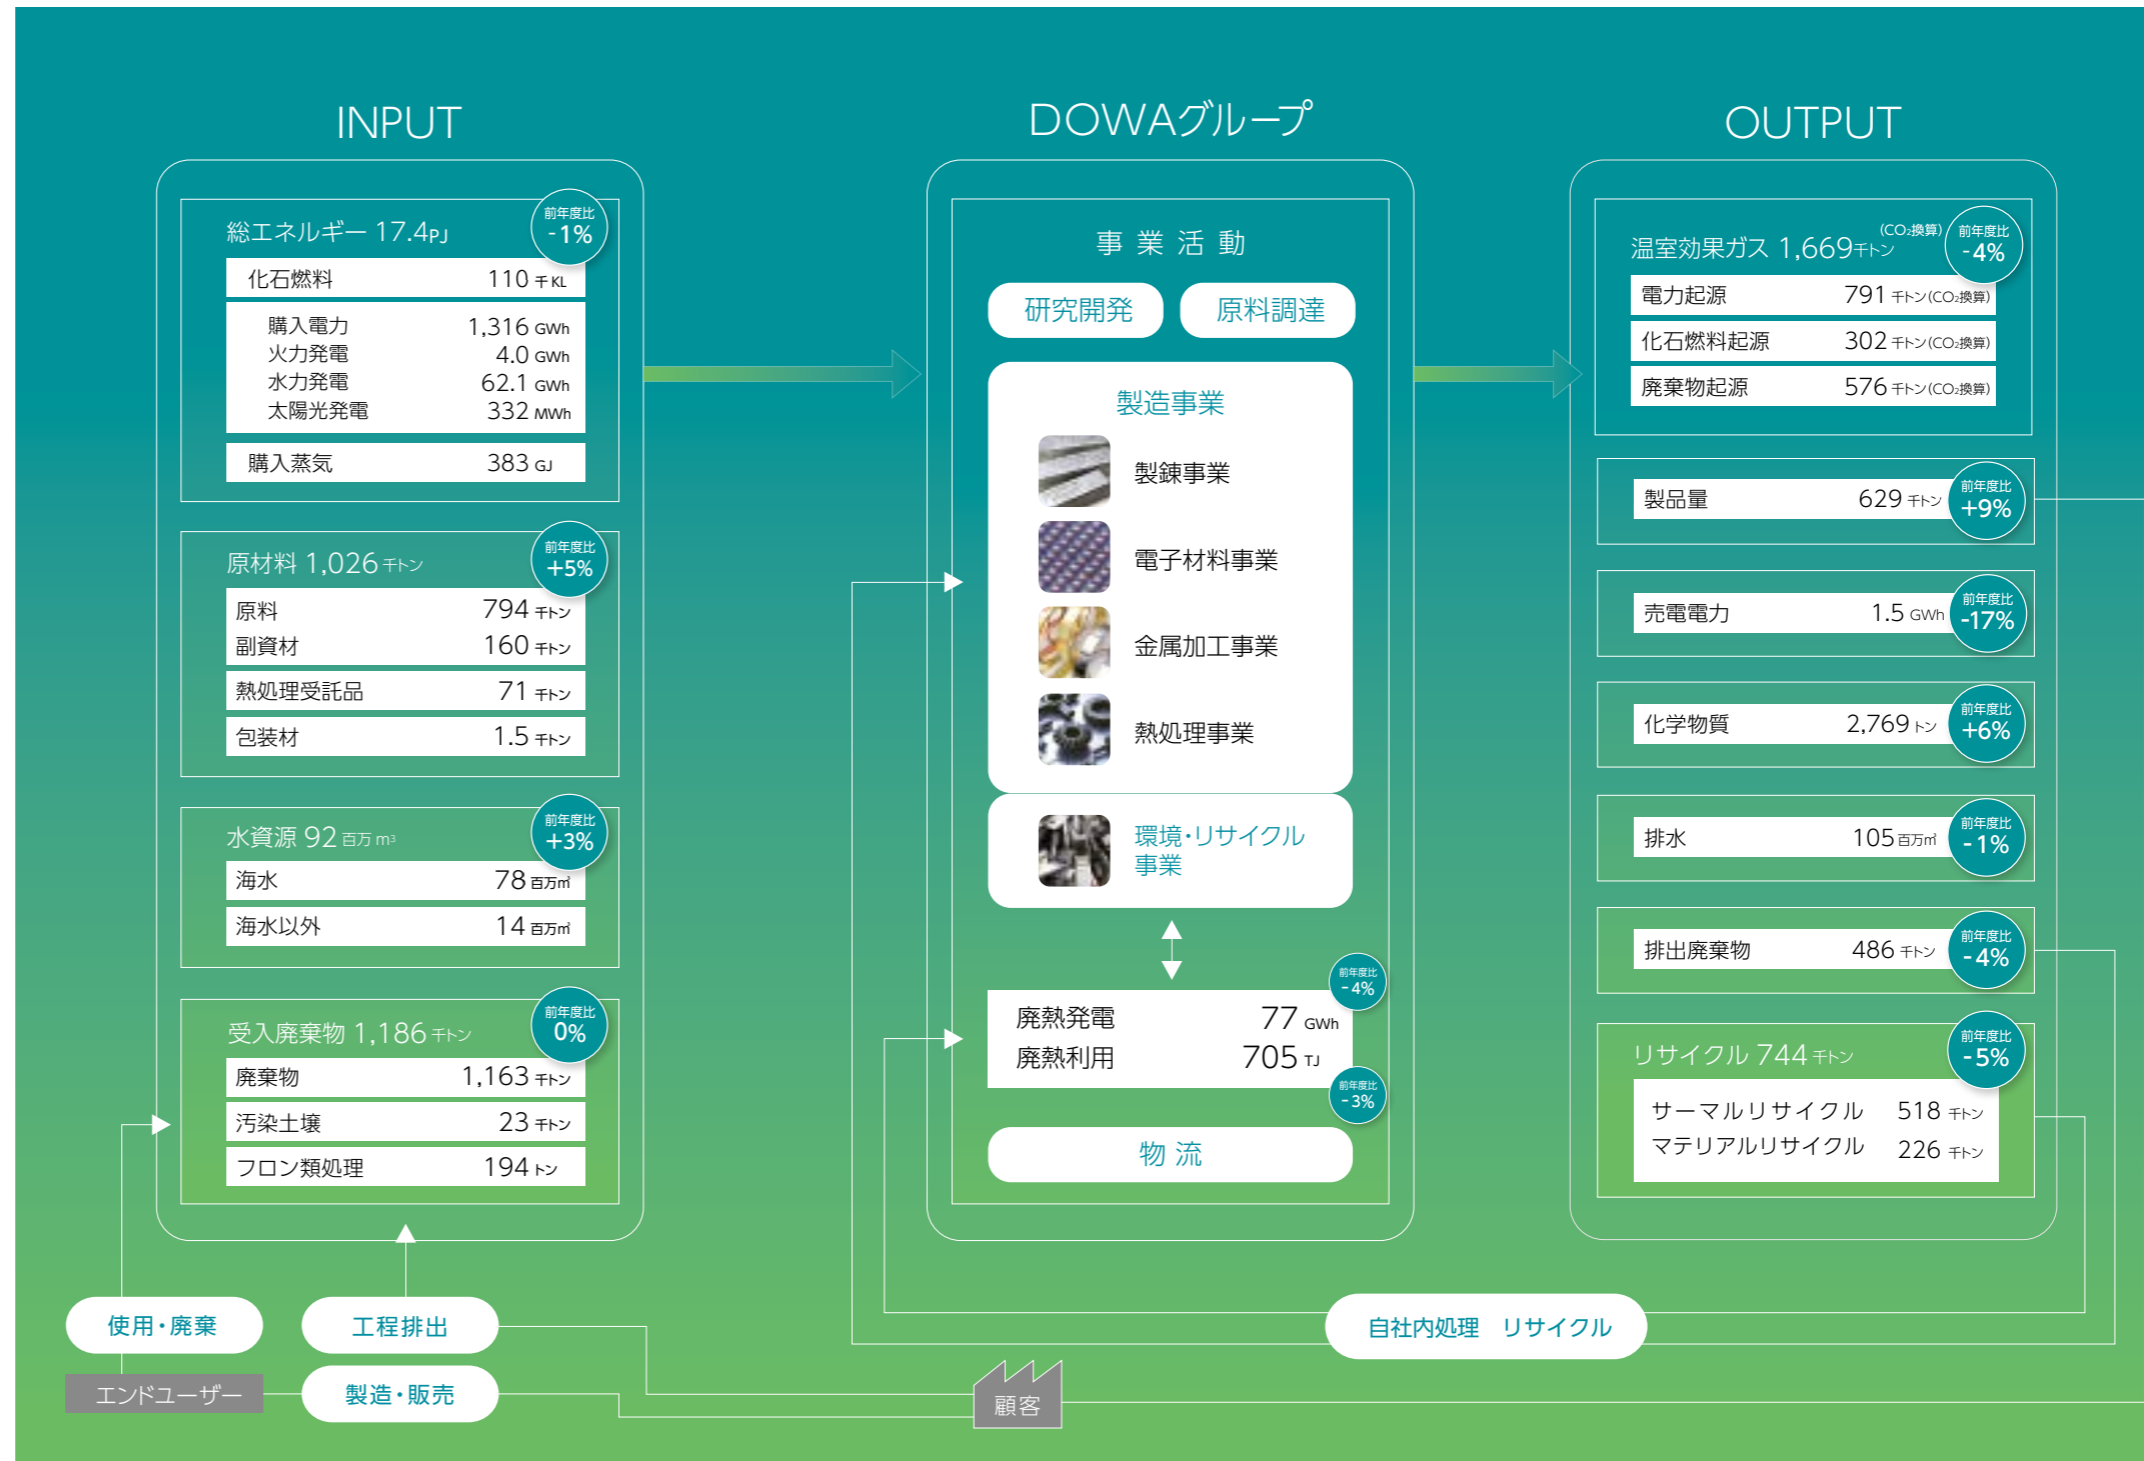 INPUT
総エネルギー 17.4PJ
前年度比
-1%
化石燃料 110 千KL
購入電力 1,316 GWh
火力発電 4.0 GWh
水力発電 62.1 GWh
太陽光発電 332 MWh
購入蒸気 383 GJ
原材料 1,026 千トン
前年度比
+5%
原料 794 千トン
副資材 160 千トン
熱処理受託品 71 千トン
包装材 1.5 千トン
水資源 92 百万 m³
前年度比
+3%
海水 78 百万㎥
海水以外 14 百万㎥
受入廃棄物 1,186 千トン
前年度比
0%
廃棄物 1,163 千トン
汚染土壌 23 千トン
フロン類処理 194 トン
DOWAグループ
事業活動
研究開発
原料調達
製造事業
製錬事業
電子材料事業
金属加工事業
熱処理事業
環境・リサイクル
事業
前年度比
-4%
廃熱発電 77 GWh
廃熱利用 705 TJ
前年度比
-3%
物流
OUTPUT
温室効果ガス 1,669千トン (CO₂換算)
前年度比
-4%
電力起源 791 千トン(CO₂換算)
化石燃料起源 302 千トン(CO₂換算)
廃棄物起源 576 千トン(CO₂換算)
製品量 629 千トン
前年度比
+9%
売電電力 1.5 GWh
前年度比
-17%
化学物質 2,769 トン
前年度比
+6%
排水 105 百万㎥
前年度比
-1%
排出廃棄物 486 千トン
前年度比
-4%
リサイクル 744 千トン
前年度比
-5%
サーマルリサイクル 518 千トン
マテリアルリサイクル 226 千トン
使用・廃棄
工程排出
自社内処理 リサイクル
エンドユーザー
製造・販売
顧客